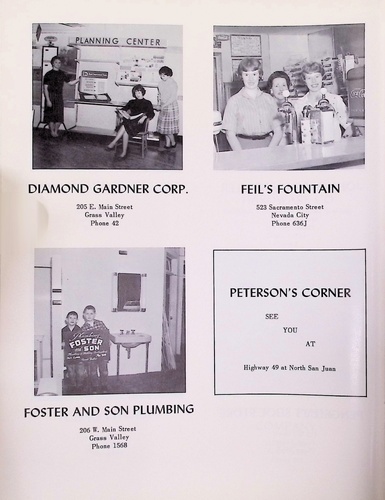 PLANNING CENTER
DIAMOND GARDNER CORP.
205 E. Main Street
Grass Valley
Phone 42
FEIL'S FOUNTAIN
523 Sacramento Street
Nevada City
Phone 636J
FOSTER
SON
FOSTER AND SON PLUMBING
206 W. Main Street
Grass Valley
Phone 1568
PETERSON'S CORNER
SEE
YOU
AT
Highway 49 at North San Juan